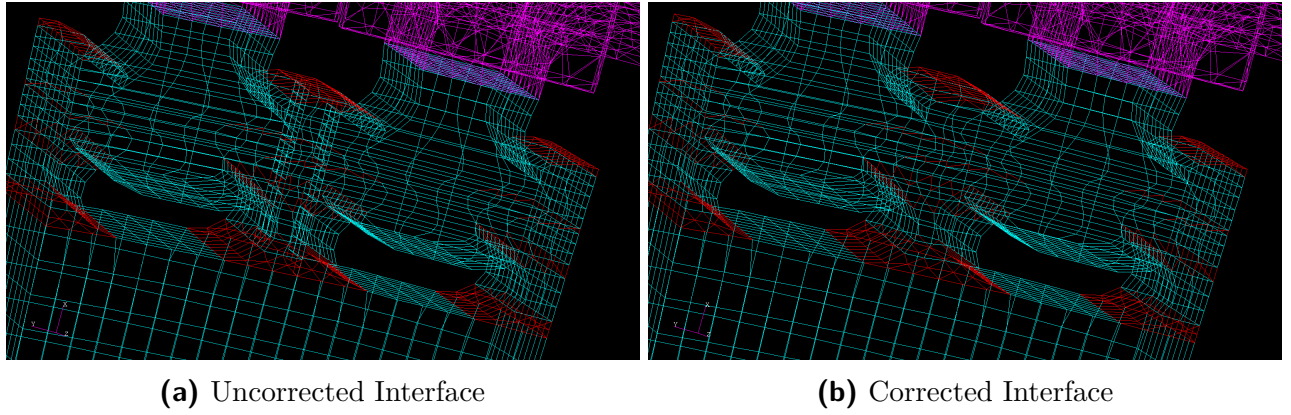 X
Y
Z
X
Y
Z
(a) Uncorrected Interface
(b) Corrected Interface